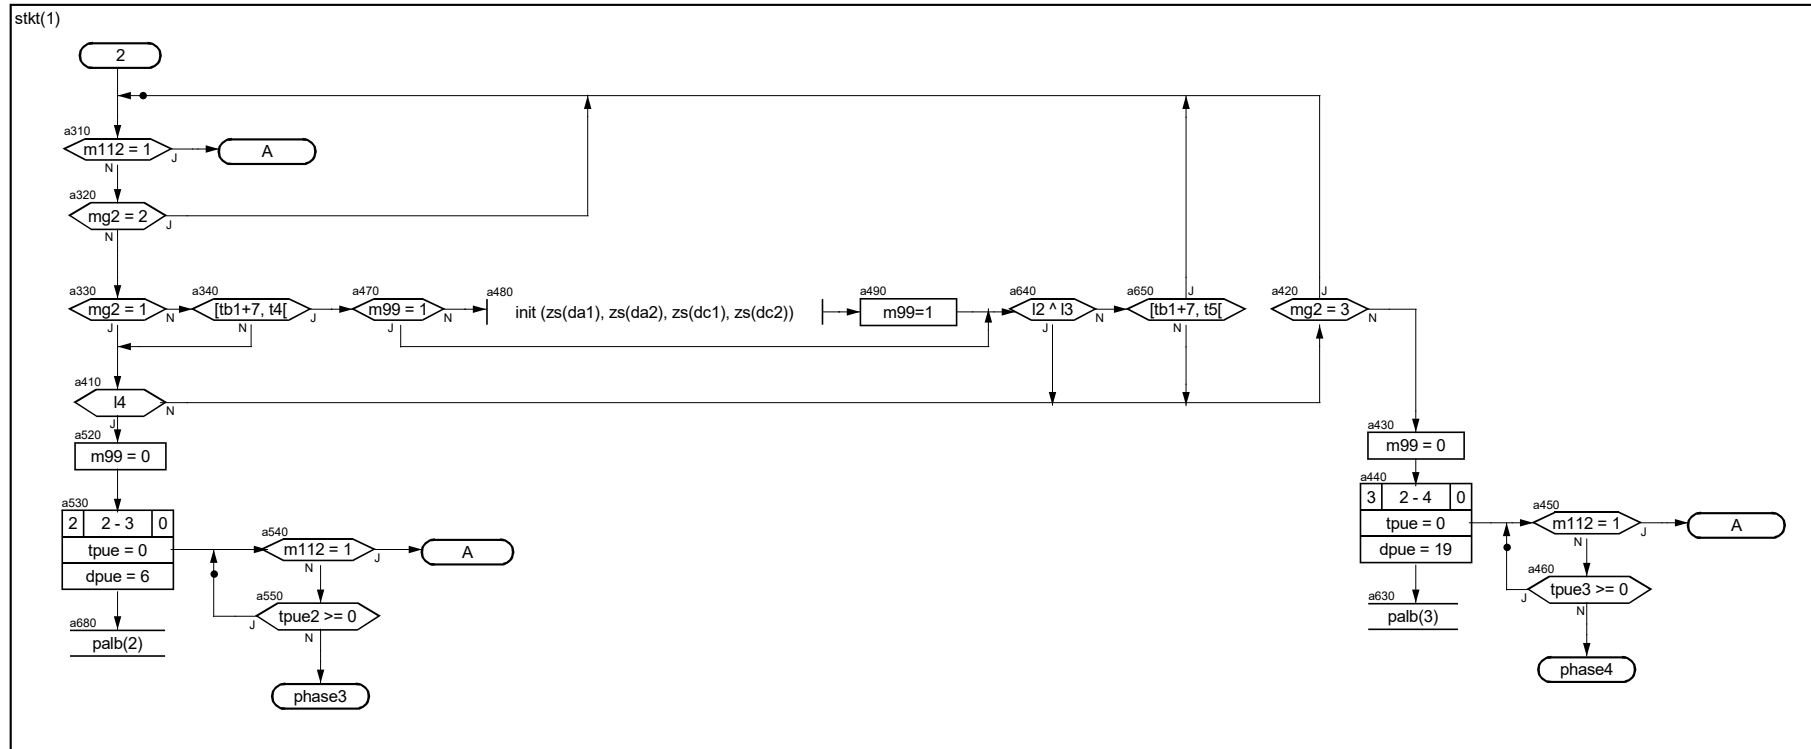 stkt(1)
2
a310
m112 = 1
J
A
N
a320
mg2 = 2
J
N
a330
mg2 = 1
N
J
a340
[tb1+7, t4[
J
N
a470
m99 = 1
N
J
a480
init (zs(da1), zs(da2), zs(dc1), zs(dc2))
a490
m99=1
a640
l2 ^ l3
N
J
a650
[tb1+7, t5[
J
N
a420
mg2 = 3
J
N
a410
l4
N
J
a520
m99 = 0
a530
2 2 - 3 0
tpue = 0
dpue = 6
a680
palb(2)
a540
m112 = 1
J
N
A
a550
tpue2 >= 0
J
N
phase3
a430
m99 = 0
a440
3 2 - 4 0
tpue = 0
dpue = 19
a630
palb(3)
a450
m112 = 1
J
N
A
a460
tpue3 >= 0
J
N
phase4